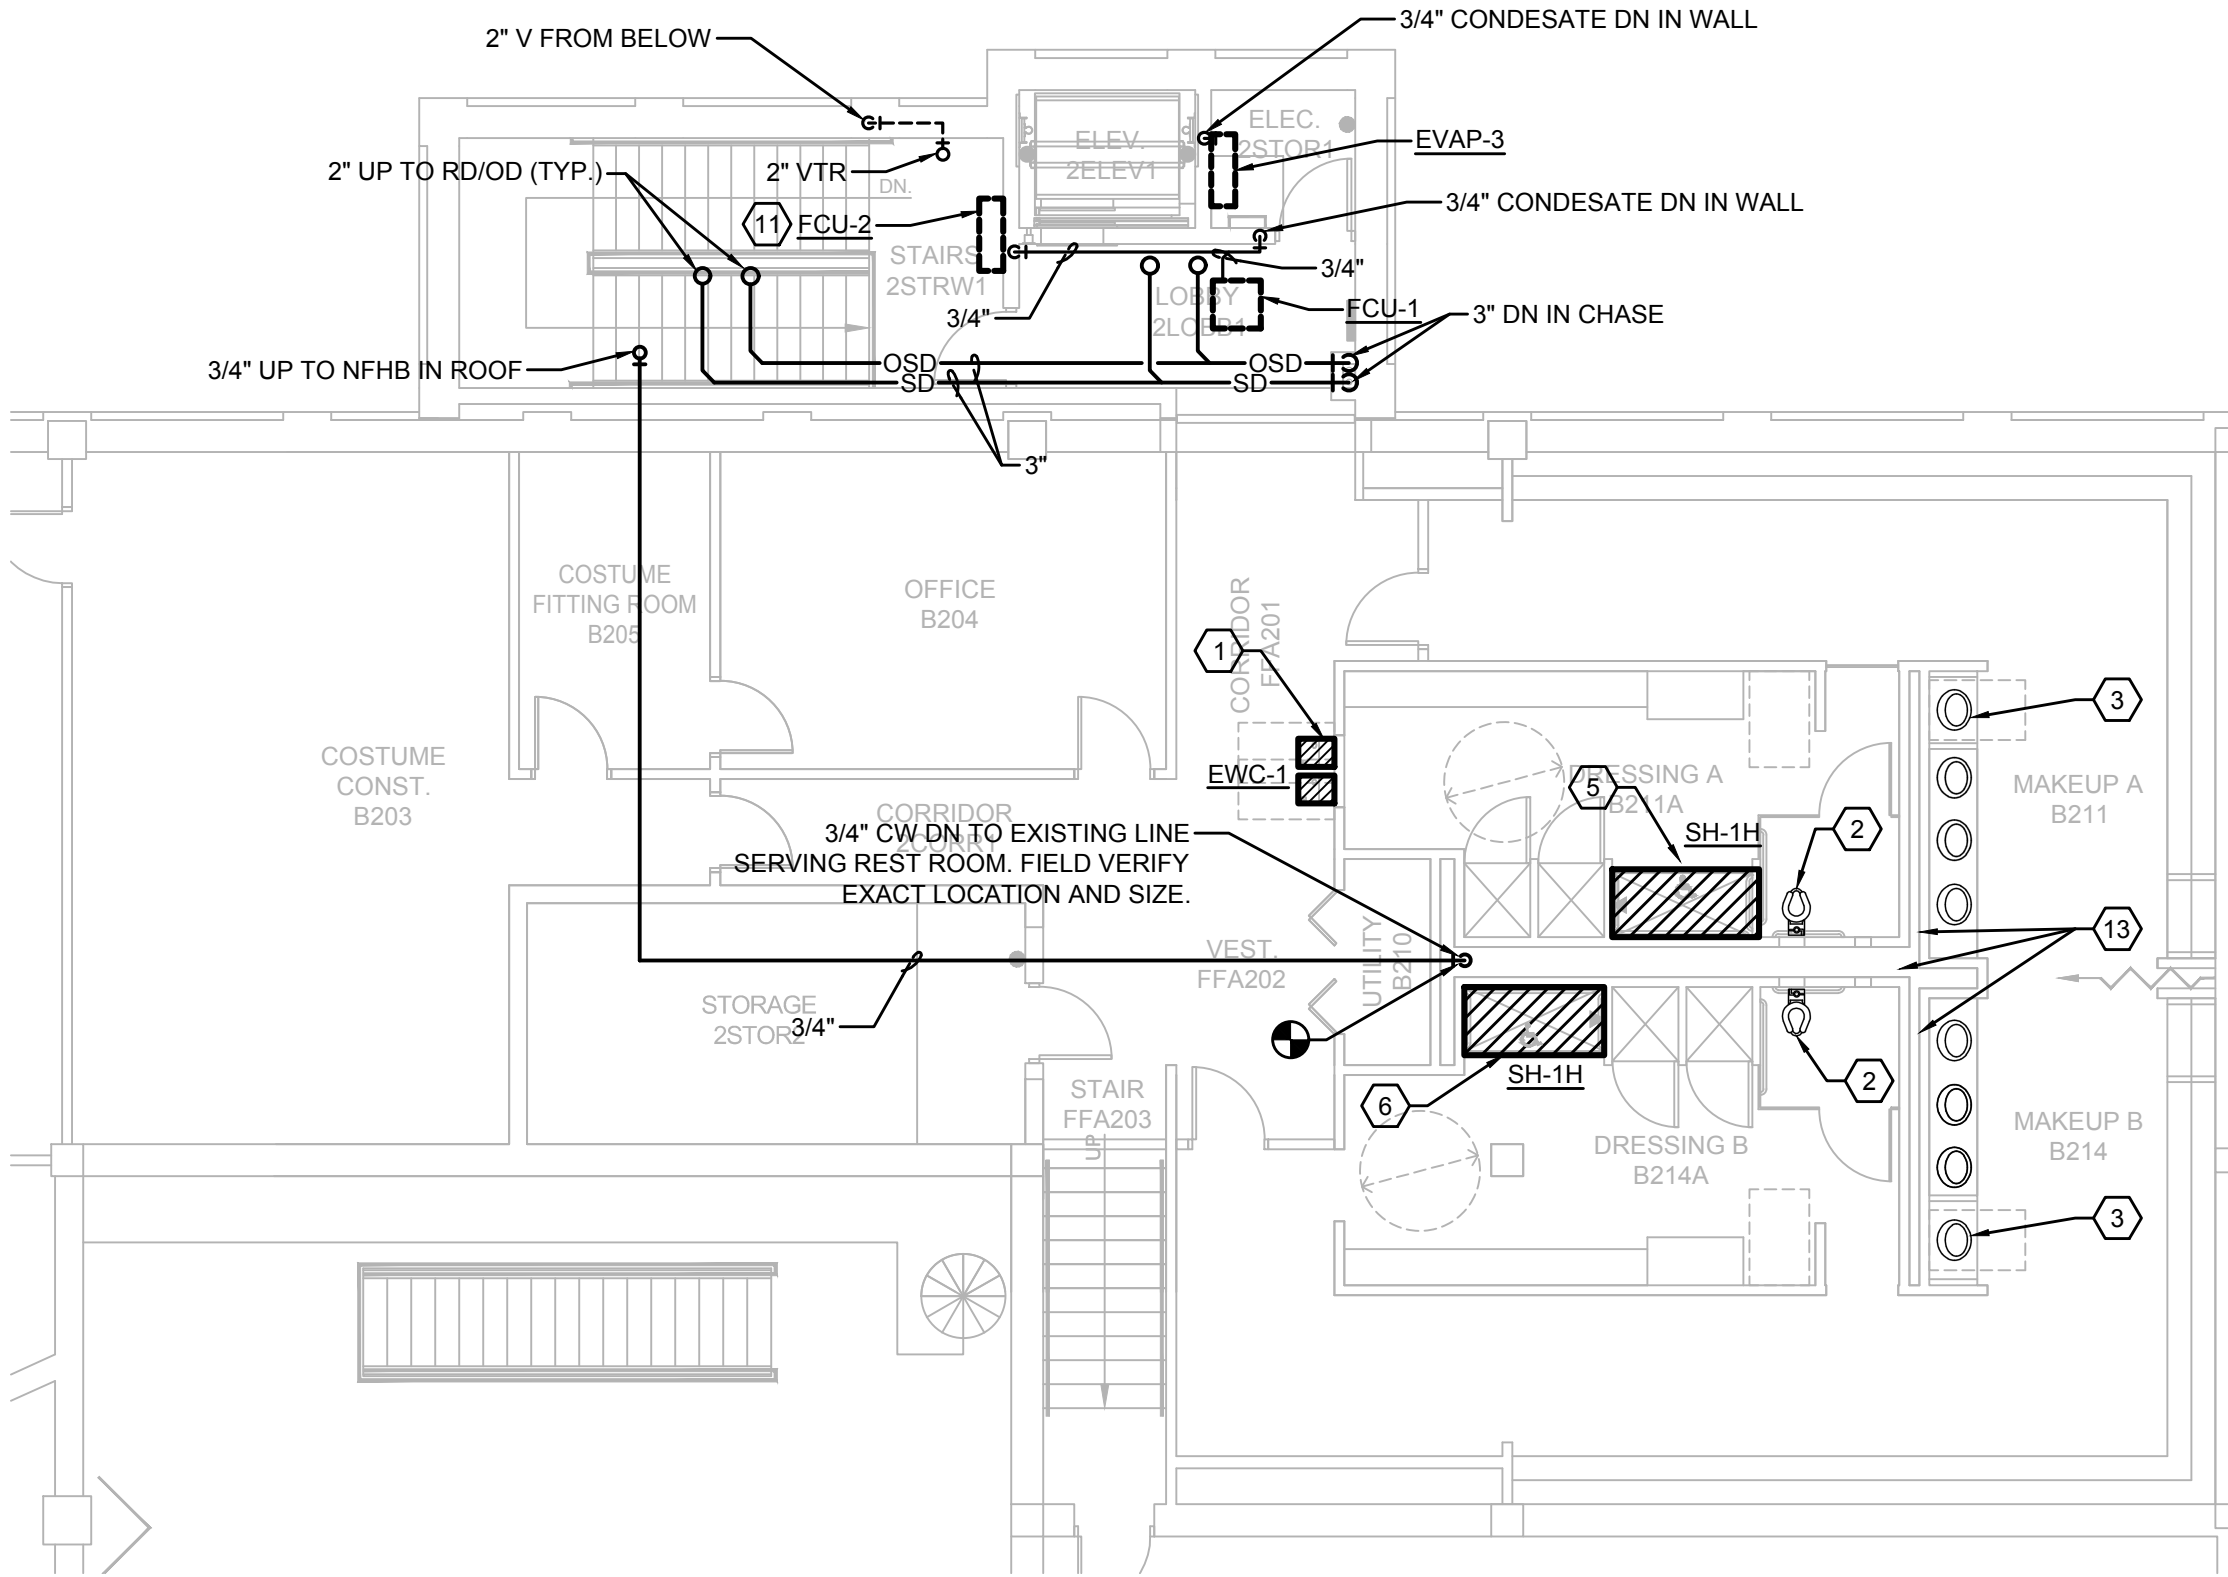 3/4" CONDESATE DN IN WALL
2" V FROM BELOW
ELEV.
2ELEV1
ELEC.
2STOR1
EVAP-3
2" UP TO RD/OD (TYP.)
2" VTR
DN.
3/4" CONDESATE DN IN WALL
11
FCU-2
STAIRS
2STRW1
3/4"
LOBBY
2LOBB1
FCU-1
3" DN IN CHASE
3/4"
3/4" UP TO NFHB IN ROOF
OSD
OSD
SD
SD
3"
COSTUME
FITTING ROOM
B205
OFFICE
B204
CORRIDOR
FFA201
1
3
COSTUME
CONST.
B203
EWC-1
DRESSING A
B211A
5
MAKEUP A
B211
CORRIDOR
2CORR1
3/4" CW DN TO EXISTING LINE
SERVING REST ROOM. FIELD VERIFY
EXACT LOCATION AND SIZE.
SH-1H
2
13
VEST.
FFA202
UTILITY
B210
STORAGE
2STOR2
3/4"
SH-1H
2
6
STAIR
FFA203
UP
DRESSING B
B214A
MAKEUP B
B214
3